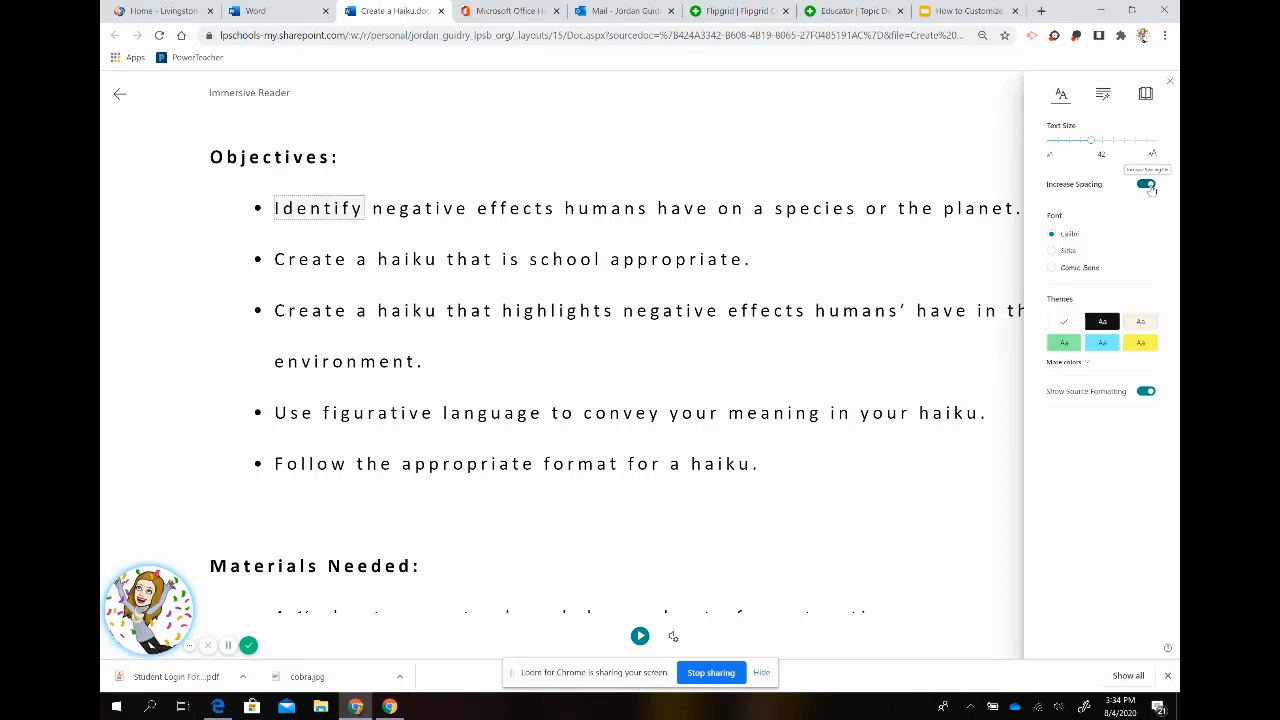 Home - Livingston
Word
Create a Haiku.doc
Microsoft Office Ho
Mail - Jordan Guid
Flipgrid | Flipgrid C
Educator | Topic De
How to Customize
lpschools-my.sharepoint.com/w/r/personal/jordan_guidry_lpsb_org/_layouts/15/Doc.aspx?sourcedoc=%7B424A3342-B608-4B19-8065-27F0485191AC%7D&file=Create%20...
Apps
PowerTeacher
Immersive Reader
Objectives:
• Identify negative effects humans have on a species or the planet.
• Create a haiku that is school appropriate.
• Create a haiku that highlights negative effects humans’ have in th
environment.
• Use figurative language to convey your meaning in your haiku.
• Follow the appropriate format for a haiku.
Materials Needed:
Text Size
AA 42 AA
Increase Spacing
Font
Calibri
Sitka
Comic Sans
Themes
Aa Aa
Aa Aa Aa
More colors
Show Source Formatting
Loom for Chrome is sharing your screen.
Stop sharing
Hide
Student Login For....pdf
cobra.jpg
Show all
3:34 PM
8/4/2020
21